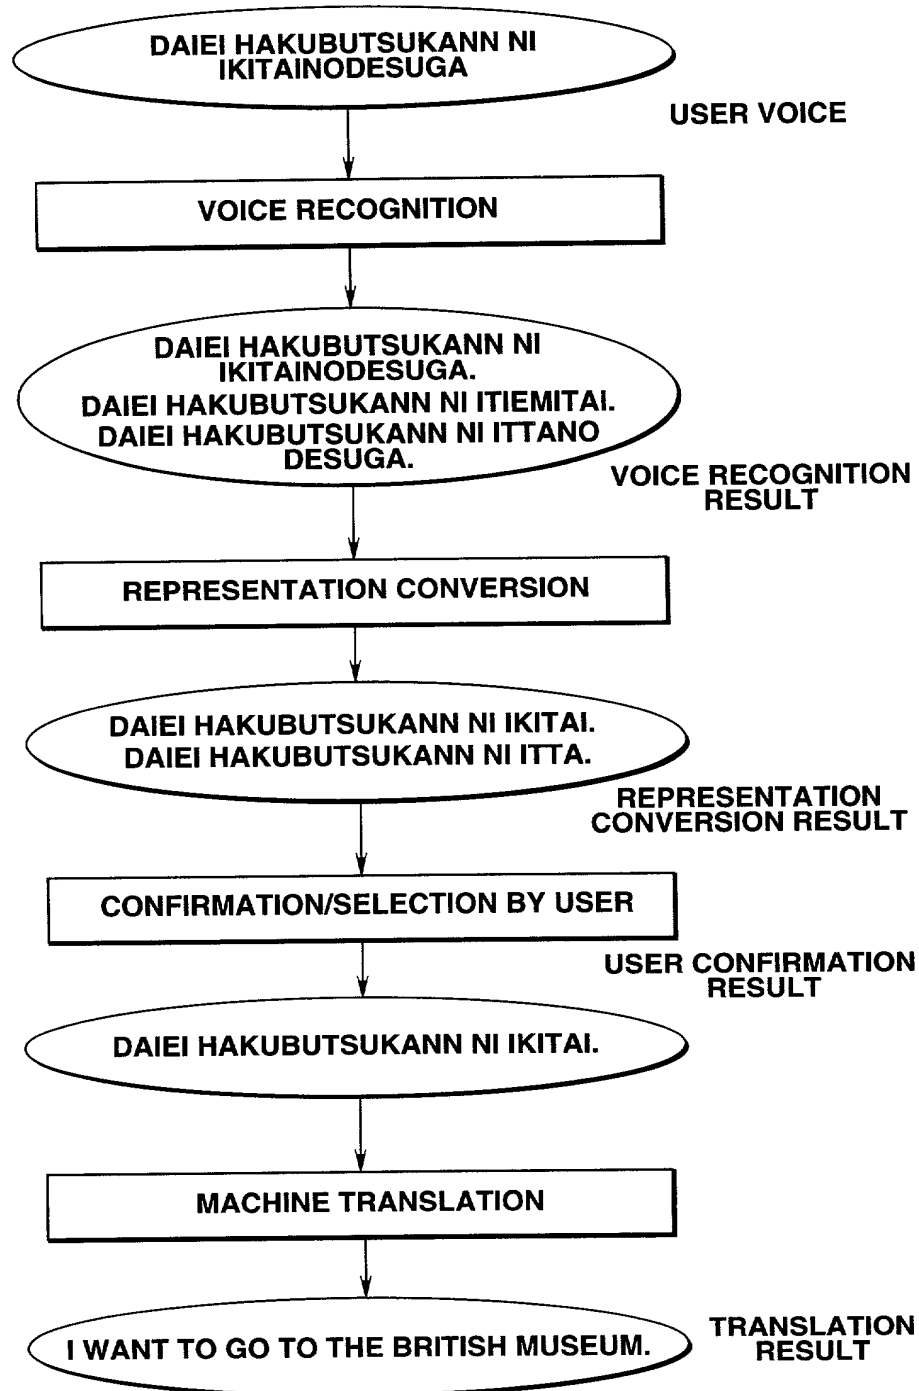 DAIEI HAKUBUTSUKANN NI
IKITAINODESUGA
USER VOICE
VOICE RECOGNITION
DAIEI HAKUBUTSUKANN NI
IKITAINODESUGA.
DAIEI HAKUBUTSUKANN NI ITIEMITAI.
DAIEI HAKUBUTSUKANN NI ITTANO
DESUGA.
VOICE RECOGNITION
RESULT
REPRESENTATION CONVERSION
DAIEI HAKUBUTSUKANN NI IKITAI.
DAIEI HAKUBUTSUKANN NI ITTA.
REPRESENTATION
CONVERSION RESULT
CONFIRMATION/SELECTION BY USER
USER CONFIRMATION
RESULT
DAIEI HAKUBUTSUKANN NI IKITAI.
MACHINE TRANSLATION
I WANT TO GO TO THE BRITISH MUSEUM.
TRANSLATION
RESULT